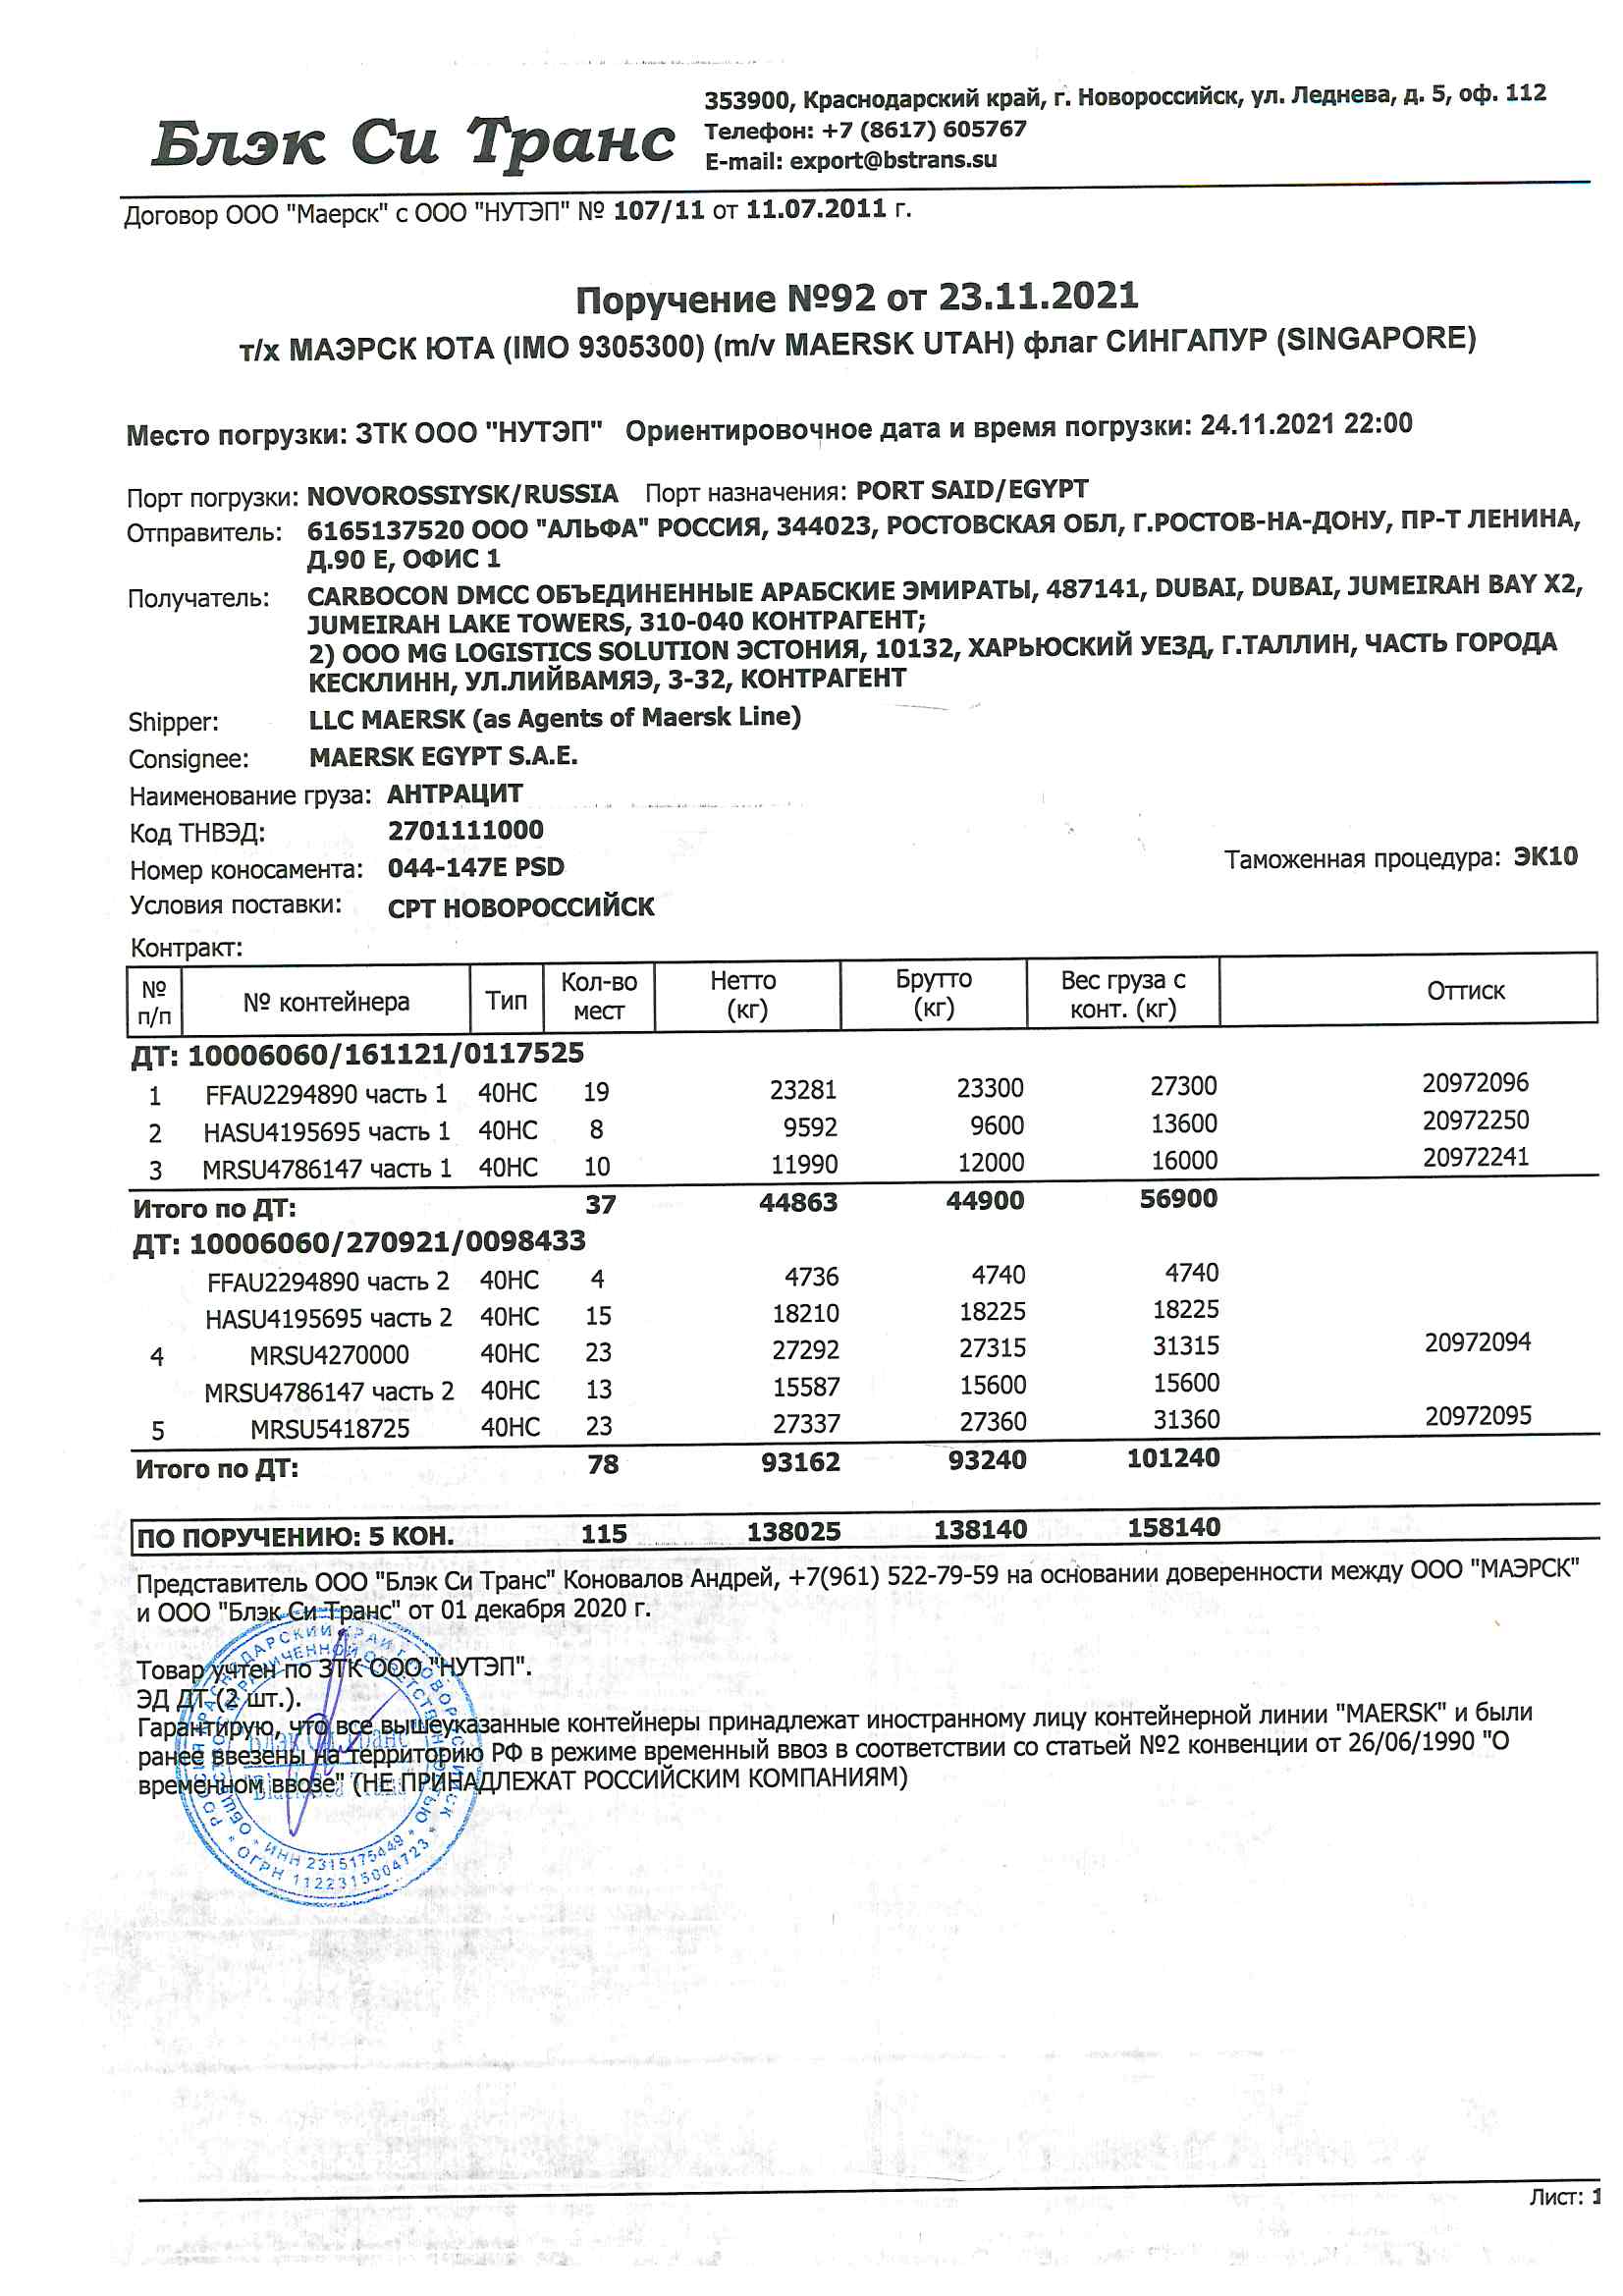 Блэк Си Транс
353900, Краснодарский край, г. Новороссийск, ул. Леднева, д. 5, оф. 112
Телефон: +7 (8617) 605767
E-mail: export@bstrans.su
Договор ООО "Маерск" с ООО "НУТЭП" № 107/11 от 11.07.2011 г.
Поручение №92 от 23.11.2021
т/х МАЭРСК ЮТА (IMO 9305300) (m/v MAERSK UTAH) флаг СИНГАПУР (SINGAPORE)
Место погрузки: ЗТК ООО "НУТЭП" Ориентировочное дата и время погрузки: 24.11.2021 22:00
Порт погрузки: NOVOROSSIYSK/RUSSIA Порт назначения: PORT SAID/EGYPT
Отправитель: 6165137520 ООО "АЛЬФА" РОССИЯ, 344023, РОСТОВСКАЯ ОБЛ, Г.РОСТОВ-НА-ДОНУ, ПР-Т ЛЕНИНА,
Д.90 Е, ОФИС 1
Получатель: CARBOCON DMCC ОБЪЕДИНЕННЫЕ АРАБСКИЕ ЭМИРАТЫ, 487141, DUBAI, DUBAI, JUMEIRAH BAY X2,
JUMEIRAH LAKE TOWERS, 310-040 КОНТРАГЕНТ;
2) ООО MG LOGISTICS SOLUTION ЭСТОНИЯ, 10132, ХАРЬЮСКИЙ УЕЗД, Г.ТАЛЛИН, ЧАСТЬ ГОРОДА
КЕСКЛИНН, УЛ.ЛИЙВАМЯЭ, 3-32, КОНТРАГЕНТ
Shipper: LLC MAERSK (as Agents of Maersk Line)
Consignee: MAERSK EGYPT S.A.E.
Наименование груза: АНТРАЦИТ
Код ТНВЭД: 2701111000
Номер коносамента: 044-147E PSD Таможенная процедура: ЭК10
Условия поставки: CPT НОВОРОССИЙСК
Контракт:
№ п/п № контейнера Тип Кол-во мест Нетто (кг) Брутто (кг) Вес груза с конт. (кг) Оттиск
ДТ: 10006060/161121/0117525
1 FFAU2294890 часть 1 40HC 19 23281 23300 27300 20972096
2 HASU4195695 часть 1 40HC 8 9592 9600 13600 20972250
3 MRSU4786147 часть 1 40HC 10 11990 12000 16000 20972241
Итого по ДТ: 37 44863 44900 56900
ДТ: 10006060/270921/0098433
FFAU2294890 часть 2 40HC 4 4736 4740 4740
HASU4195695 часть 2 40HC 15 18210 18225 18225
4 MRSU4270000 40HC 23 27292 27315 31315 20972094
MRSU4786147 часть 2 40HC 13 15587 15600 15600
5 MRSU5418725 40HC 23 27337 27360 31360 20972095
Итого по ДТ: 78 93162 93240 101240
ПО ПОРУЧЕНИЮ: 5 КОН. 115 138025 138140 158140
Представитель ООО "Блэк Си Транс" Коновалов Андрей, +7(961) 522-79-59 на основании доверенности между ООО "МАЭРСК"
и ООО "Блэк Си Транс" от 01 декабря 2020 г.
Товар учтен по ЗТК ООО "НУТЭП".
ЭД ДТ (2 шт.).
Гарантирую, что все вышеуказанные контейнеры принадлежат иностранному лицу контейнерной линии "MAERSK" и были
ранее ввезены на территорию РФ в режиме временный ввоз в соответствии со статьей №2 конвенции от 26/06/1990 "О
временном ввозе" (НЕ ПРИНАДЛЕЖАТ РОССИЙСКИМ КОМПАНИЯМ)
ИНН 2315175449
ОГРН 1122315004723
Лист: 1